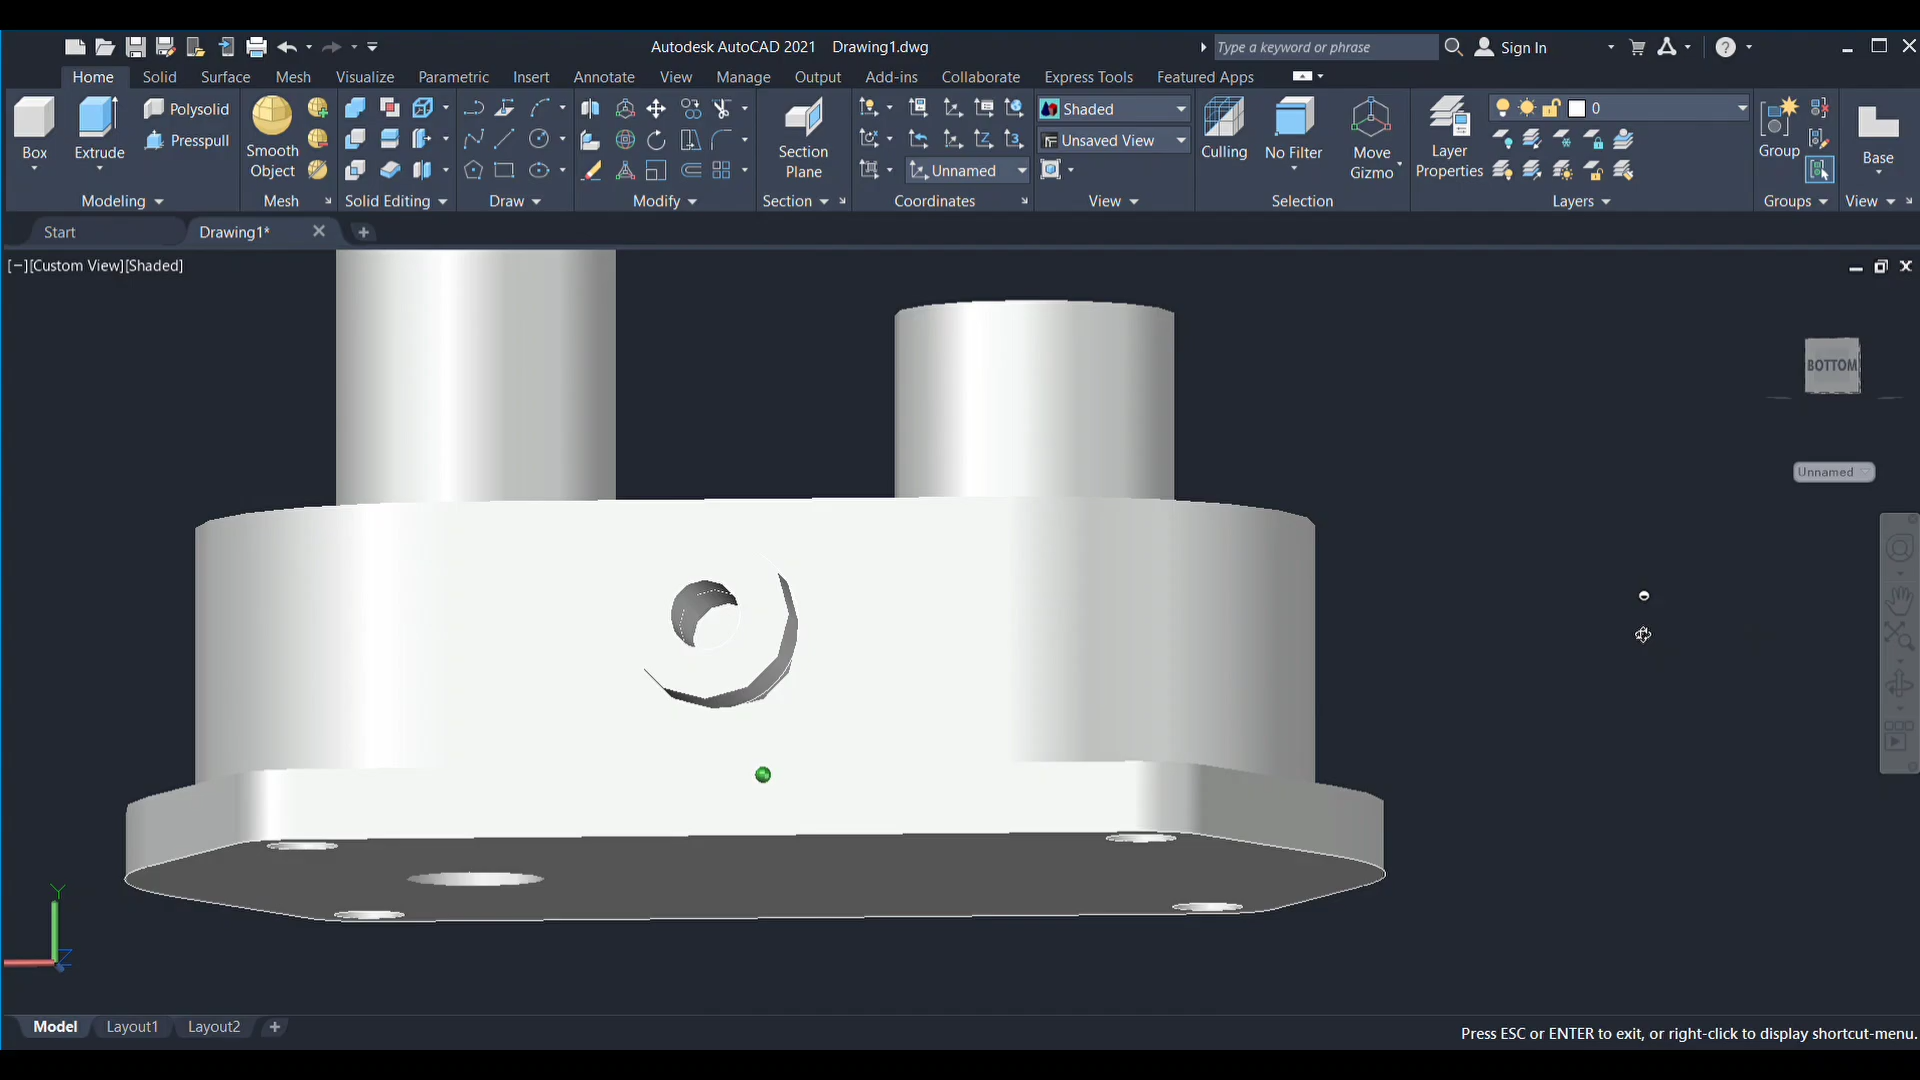 Autodesk AutoCAD 2021 Drawing1.dwg
Type a keyword or phrase
Sign In
Home Solid Surface Mesh Visualize Parametric Insert Annotate View Manage Output Add-ins Collaborate Express Tools Featured Apps
Box
Extrude
Polysolid
Presspull
Smooth
Object
Section
Plane
Shaded
Unsaved View
Unnamed
Culling
No Filter
Move
Gizmo
Layer
Properties
0
Group
Base
Modeling Mesh Solid Editing Draw Modify Section Coordinates View Selection Layers Groups View
Start
Drawing1*
[−][Custom View][Shaded]
BOTTOM
Unnamed
Y
Z
Model Layout1 Layout2
Press ESC or ENTER to exit, or right-click to display shortcut-menu.